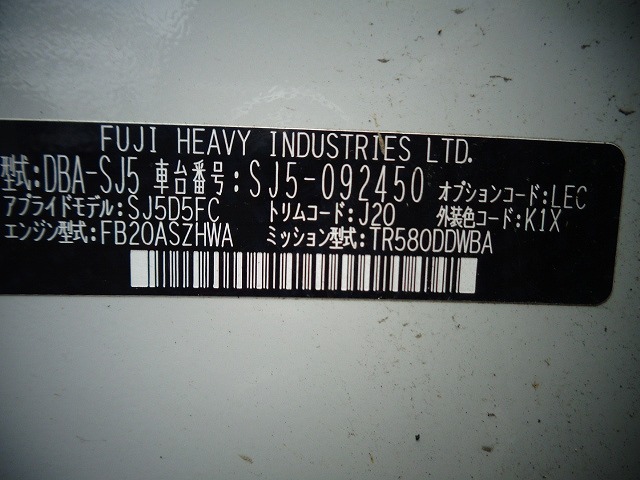 FUJI HEAVY INDUSTRIES LTD.
型式:DBA-SJ5 車台番号:SJ5-092450 オプションコード:LEC
アプライドモデル:SJ5D5FC トリムコード:J20 外装色コード:K1X
エンジン型式:FB20ASZHWA ミッション型式:TR580DDWBA